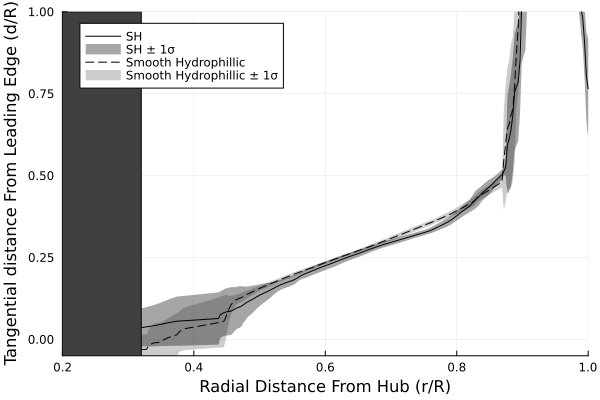 Tangential distance From Leading Edge (d/R)
1.00
0.75
0.50
0.25
0.00
SH
SH ± 1σ
Smooth Hydrophillic
Smooth Hydrophillic ± 1σ
0.2
0.4
0.6
0.8
1.0
Radial Distance From Hub (r/R)